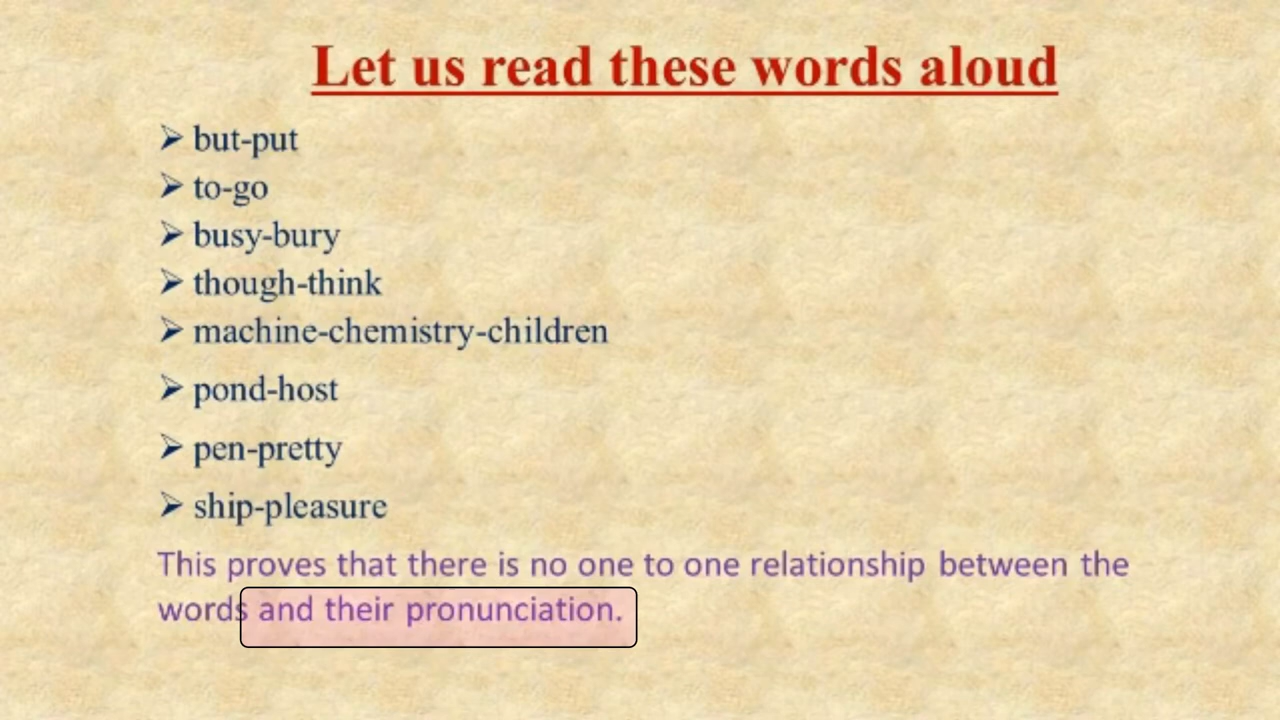 Let us read these words aloud
➢ but-put
➢ to-go
➢ busy-bury
➢ though-think
➢ machine-chemistry-children
➢ pond-host
➢ pen-pretty
➢ ship-pleasure
This proves that there is no one to one relationship between the
words and their pronunciation.